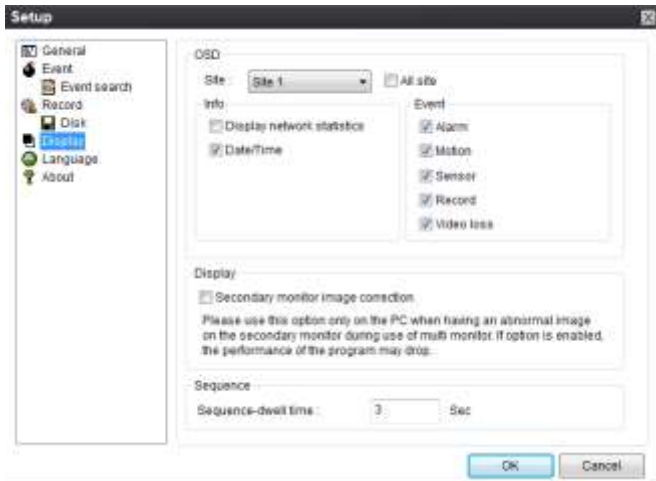 Setup
General
Event
Event search
Record
Disk
Display
Language
About
OSD
Site Site 1 All site
Info
Display network statistics
Date/Time
Event
Alarm
Motion
Sensor
Record
Video loss
Display
Secondary monitor image correction
Please use this option only on the PC when having an abnormal image
on the secondary monitor during use of multi monitor. If option is enabled,
the performance of the program may drop.
Sequence
Sequence-dwell time : 3 Sec
OK Cancel